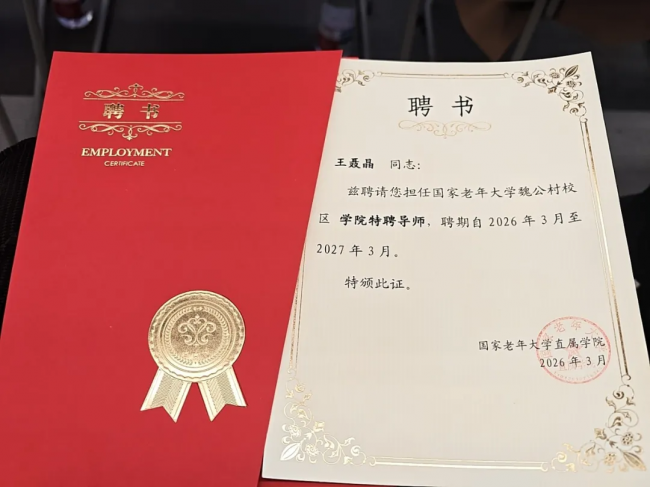 聘书
EMPLOYMENT
CERTIFICATE
聘书
王聂晶 同志：
兹聘请您担任国家老年大学魏公村校
区 学院特聘导师，聘期自 2026 年 3 月至
2027 年 3 月。
特颁此证。
国家老年大学直属学院
2026 年 3 月